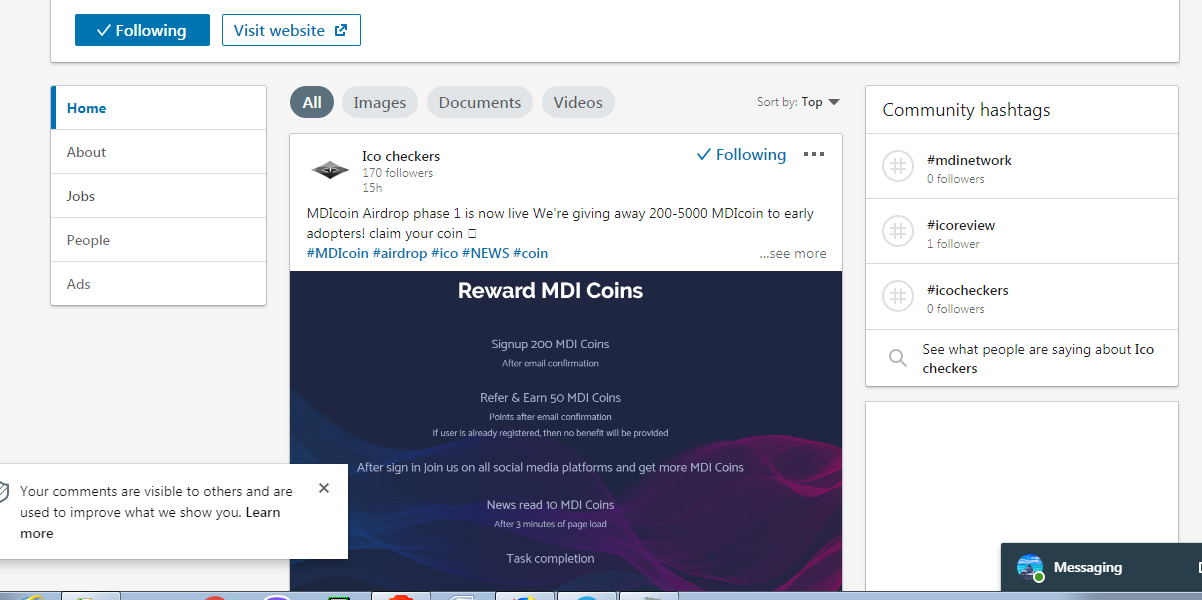 Following
Visit website
Home
About
Jobs
People
Ads
All
Images
Documents
Videos
Sort by: Top
Ico checkers
170 followers
15h
Following
MDIcoin Airdrop phase 1 is now live We're giving away 200-5000 MDIcoin to early
adopters! claim your coin
#MDIcoin #airdrop #ico #NEWS #coin
...see more
Reward MDI Coins
Signup 200 MDI Coins
After email confirmation
Refer & Earn 50 MDI Coins
Points after email confirmation
If user is already registered, then no benefit will be provided
After sign in Join us on all social media platforms and get more MDI Coins
News read 10 MDI Coins
After 3 minutes of page load
Task completion
Community hashtags
#mdinetwork
0 followers
#icoreview
1 follower
#icocheckers
0 followers
See what people are saying about Ico
checkers
Your comments are visible to others and are
used to improve what we show you. Learn
more
Messaging